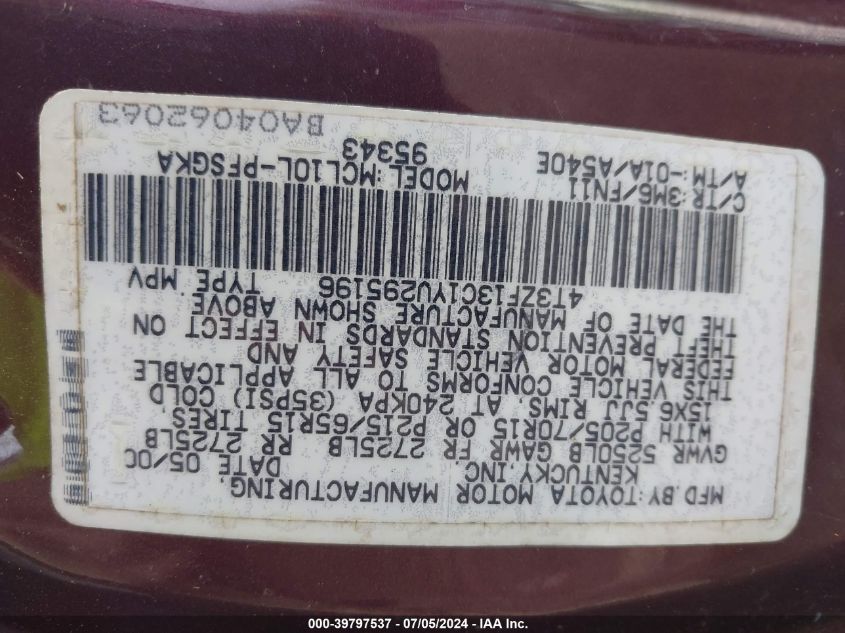 MFD.BY:TOYOTA MOTOR MANUFACTURING.
KENTUCKY, INC DATE 05/00
GVWR 5250LB GAWR FR 2725LB RR 2725LB
WITH P205/70R15 OR P215/65R15 TIRES
15X6.5JJ RIMS AT 240KPA (35PSI) COLD
THIS VEHICLE CONFORMS TO ALL APPLICABLE
FEDERAL MOTOR VEHICLE SAFETY AND
THEFT PREVENTION STANDARDS IN EFFECT ON
THE DATE OF MANUFACTURE SHOWN ABOVE
4T3ZF13C1YU295196 TYPE MPV
C/TR:3M6/FN11 MODEL:MCL10L-PFSGKA
A/TM-01A/A540E 95343
BA04062063
000-39797537 - 07/05/2024 - IAA Inc.